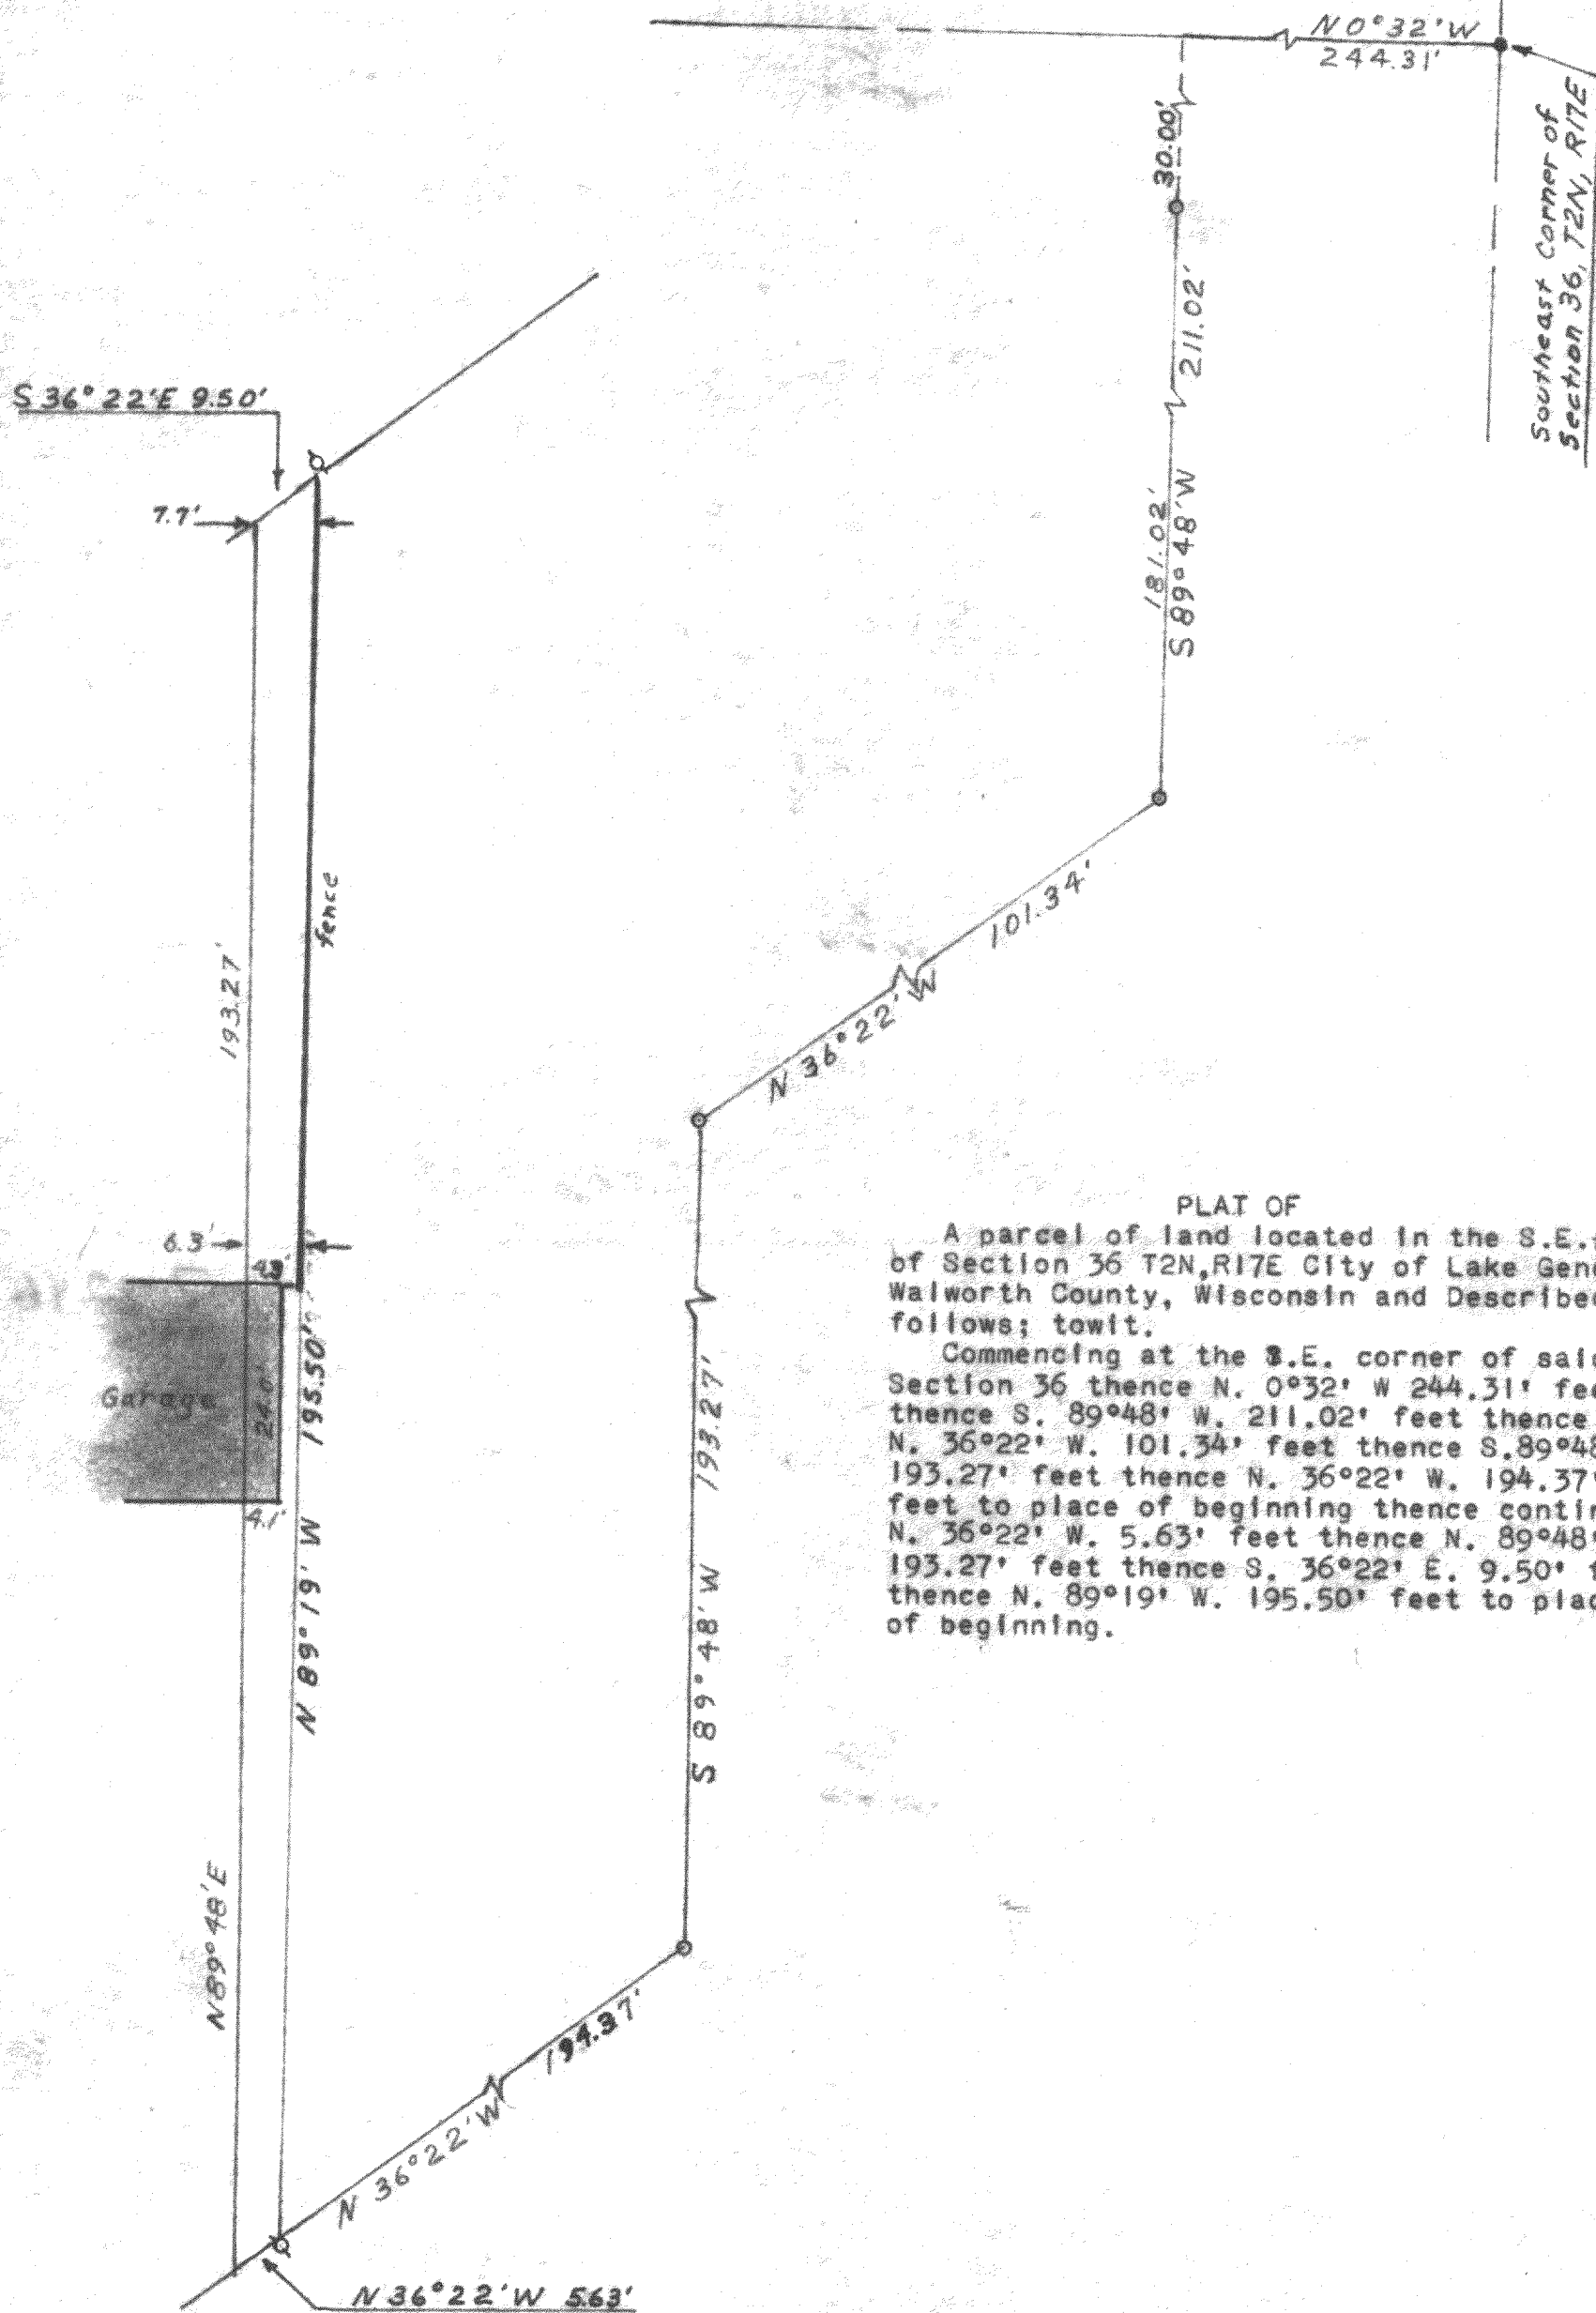 N 0°32'W
244.31'
Southeast Corner of
Section 36, T2N, R17E
30.00'
211.02'
181.02'
S 89°48'W
S 36°22'E 9.50'
7.7'
fence
193.27'
101.34'
N 36°22' W
6.3'
4.3'
Garage
24.0'
4.1'
195.50'
N 89°19' W
193.27'
S 89°48'W
N 89°48'E
194.37'
N 36°22'W
N 36°22'W 5.63'
PLAT OF
A parcel of land located in the S.E.
of Section 36 T2N,R17E City of Lake Gene
Walworth County, Wisconsin and Describe
follows; towit.
Commencing at the S.E. corner of sai
Section 36 thence N. 0°32' W 244.31' fee
thence S. 89°48' W. 211.02' feet thence
N. 36°22' W. 101.34' feet thence S.89°48
193.27' feet thence N. 36°22' W. 194.37'
feet to place of beginning thence contin
N. 36°22' W. 5.63' feet thence N. 89°48'
193.27' feet thence S. 36°22' E. 9.50' f
thence N. 89°19' W. 195.50' feet to plac
of beginning.